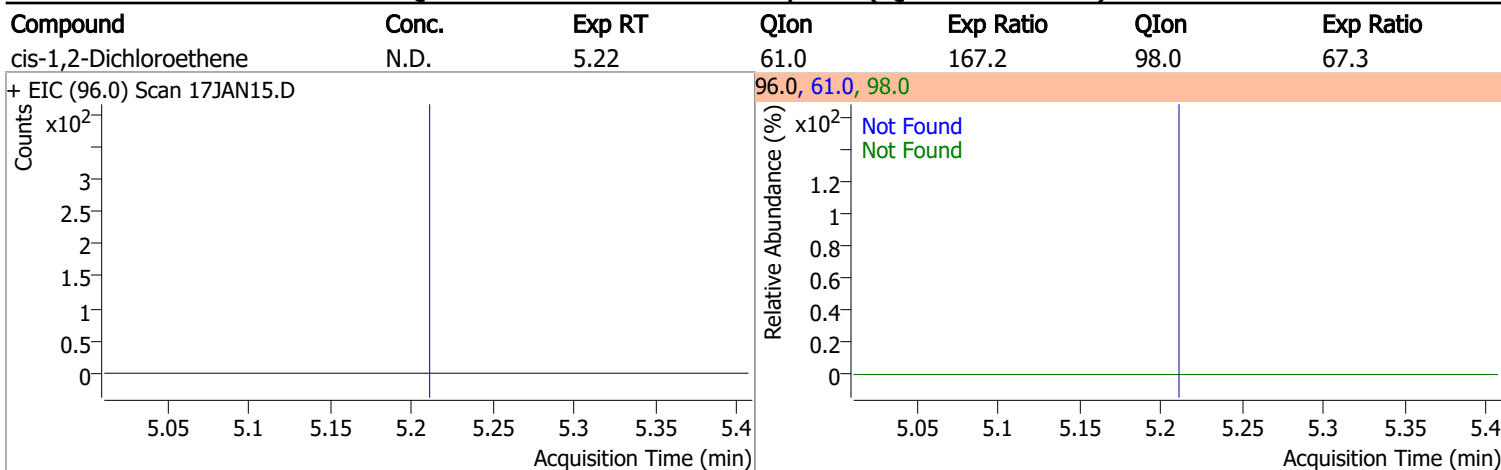 Compound Conc. Exp RT QIon Exp Ratio QIon Exp Ratio
cis-1,2-Dichloroethene N.D. 5.22 61.0 167.2 98.0 67.3
+ EIC (96.0) Scan 17JAN15.D
Counts
x10²
3
2.5
2
1.5
1
0.5
0
5.05 5.1 5.15 5.2 5.25 5.3 5.35 5.4
Acquisition Time (min)
96.0, 61.0, 98.0
Relative Abundance (%)
x10²
Not Found
Not Found
1.2
1
0.8
0.6
0.4
0.2
0
5.05 5.1 5.15 5.2 5.25 5.3 5.35 5.4
Acquisition Time (min)